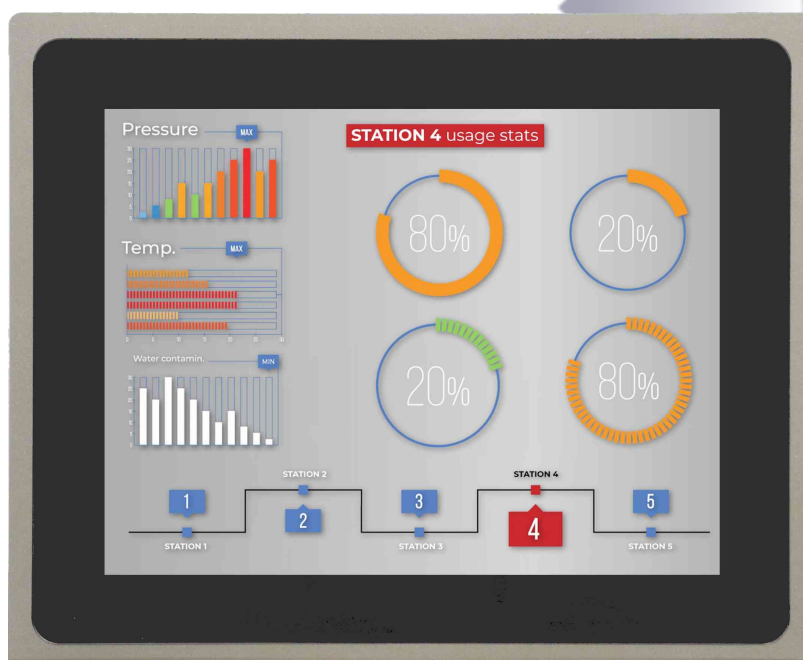 Pressure
MAX
STATION 4 usage stats
80%
20%
Temp.
MAX
Water contamin.
MIN
20%
80%
STATION 2
STATION 4
1
3
5
2
4
STATION 1
STATION 3
STATION 5